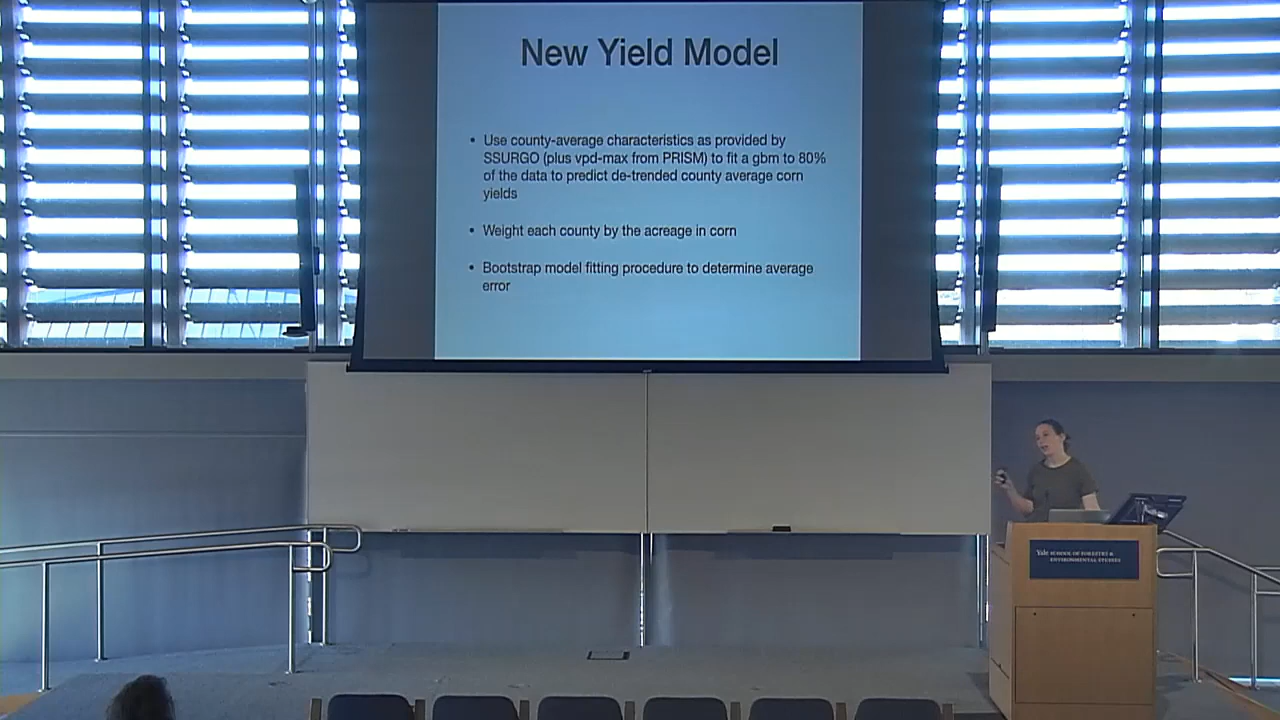 New Yield Model
• Use county-average characteristics as provided by
SSURGO (plus vpd-max from PRISM) to fit a gbm to 80%
of the data to predict de-trended county average corn
yields
• Weight each county by the acreage in corn
• Bootstrap model fitting procedure to determine average
error
Yale SCHOOL OF FORESTRY &
ENVIRONMENTAL STUDIES